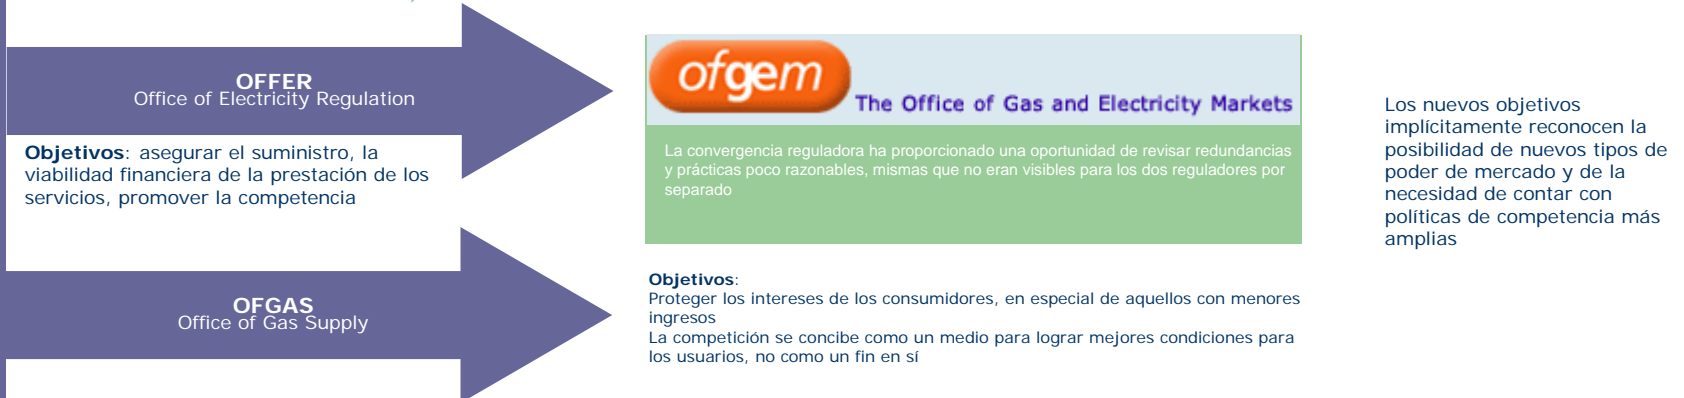 OFFER
Office of Electricity Regulation
Objetivos: asegurar el suministro, la
viabilidad financiera de la prestación de los
servicios, promover la competencia
OFGAS
Office of Gas Supply
ofgem
The Office of Gas and Electricity Markets
La convergencia reguladora ha proporcionado una oportunidad de revisar redundancias
y prácticas poco razonables, mismas que no eran visibles para los dos reguladores por
separado
Objetivos:
Proteger los intereses de los consumidores, en especial de aquellos con menores
ingresos
La competición se concibe como un medio para lograr mejores condiciones para
los usuarios, no como un fin en sí
Los nuevos objetivos
implícitamente reconocen la
posibilidad de nuevos tipos de
poder de mercado y de la
necesidad de contar con
políticas de competencia más
amplias